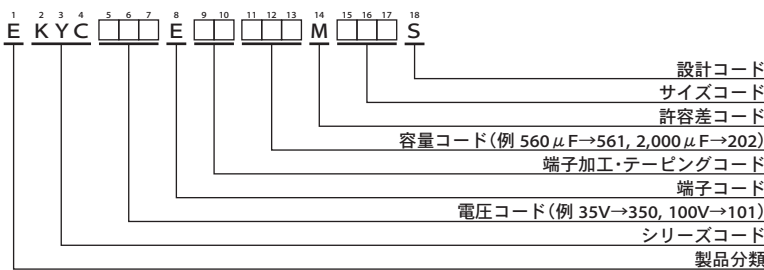 1 2 3 4 5 6 7 8 9 10 11 12 13 14 15 16 17 18
E K Y C □□□ E □□ □□□ M □□□ S
設計コード
サイズコード
許容差コード
容量コード(例 560μF→561, 2,000μF→202)
端子加工・テーピングコード
端子コード
電圧コード(例 35V→350, 100V→101)
シリーズコード
製品分類